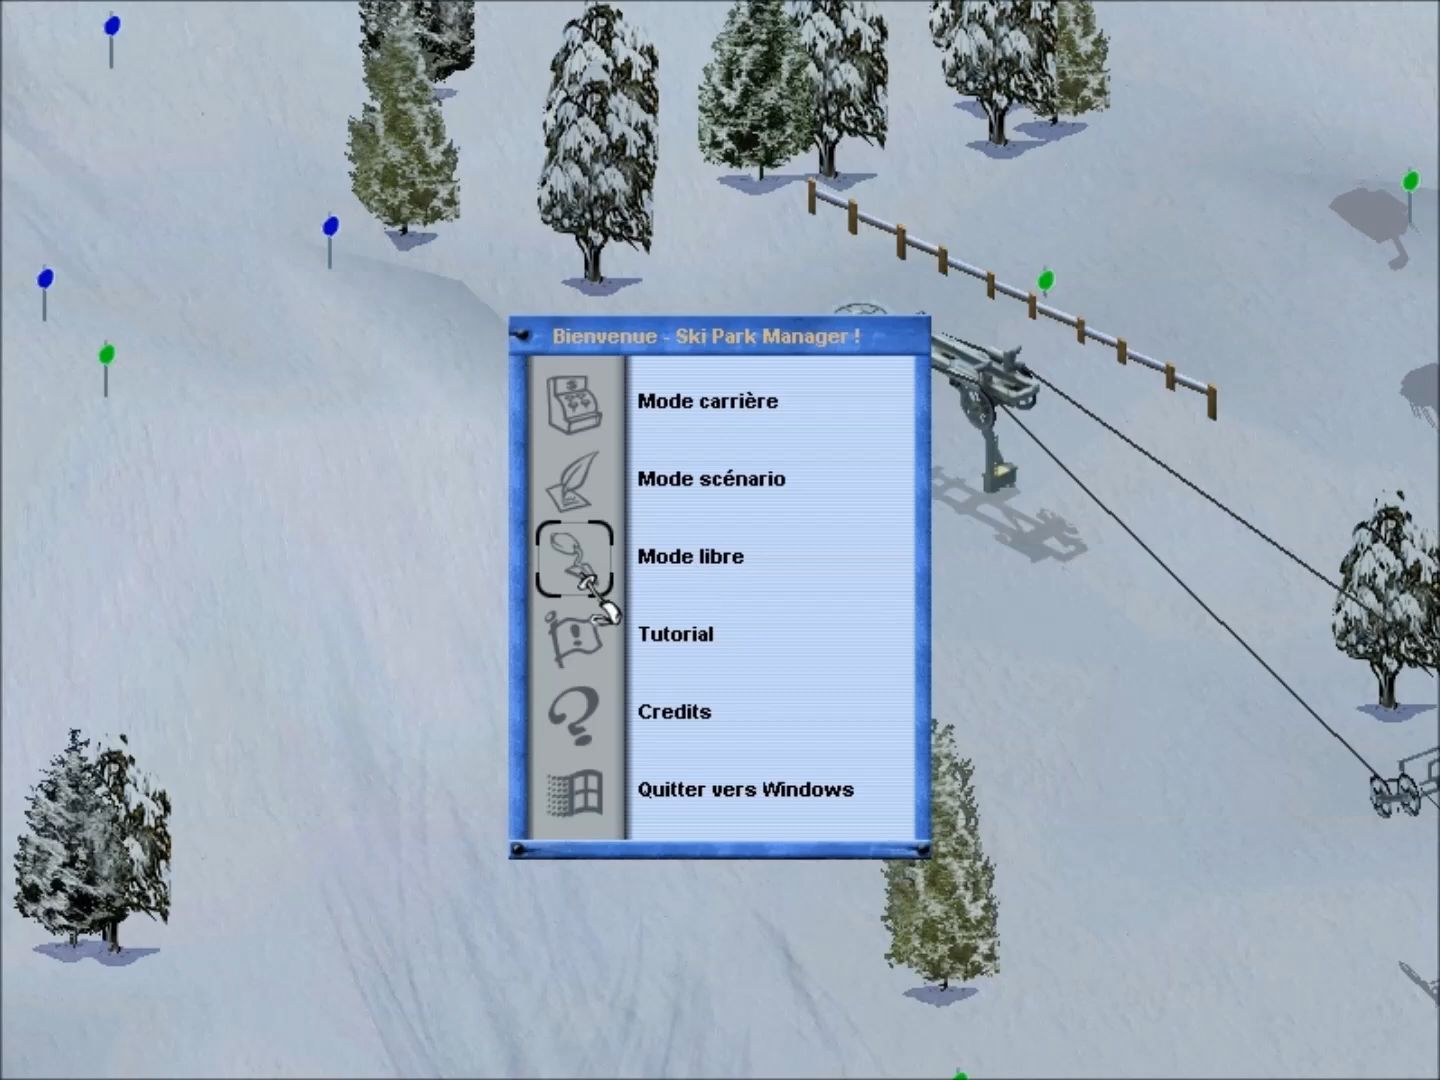 Bienvenue - Ski Park Manager !
Mode carrière
Mode scénario
Mode libre
Tutorial
Credits
Quitter vers Windows